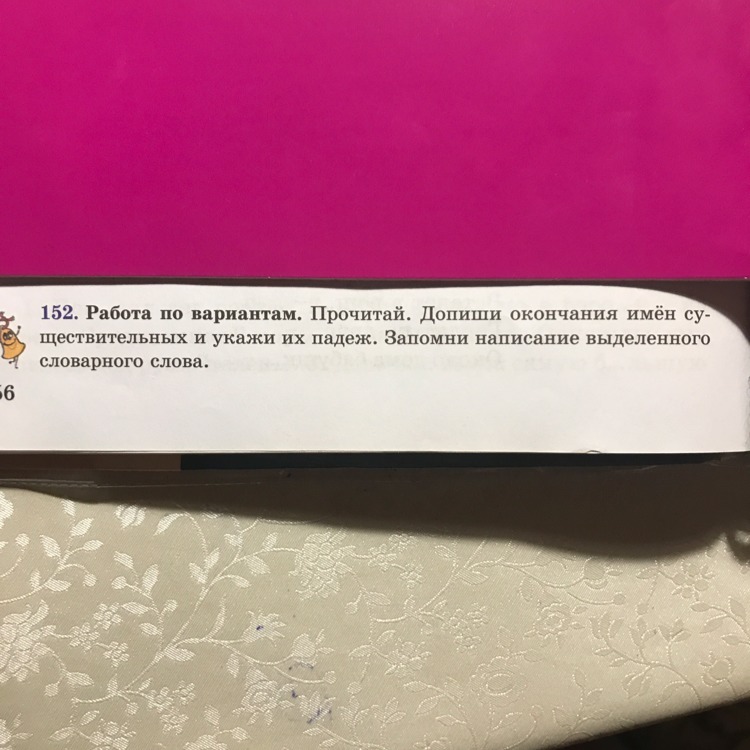 152. Работа по вариантам. Прочитай. Допиши окончания имён су-
ществительных и укажи их падеж. Запомни написание выделенного
словарного слова.
56